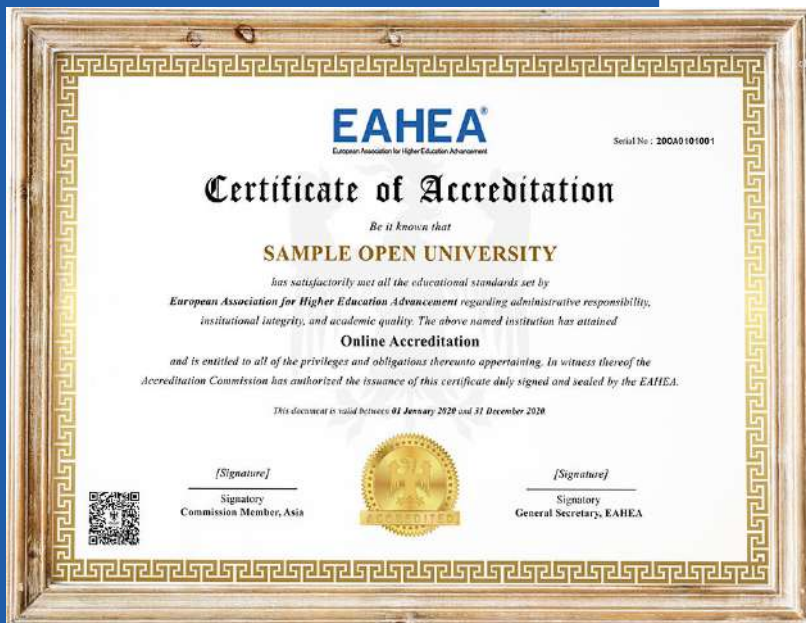 EAHEA®
European Association for Higher Education Advancement
Serial No : 20OA0101001
Certificate of Accreditation
Be it known that
SAMPLE OPEN UNIVERSITY
has satisfactorily met all the educational standards set by
European Association for Higher Education Advancement regarding administrative responsibility,
institutional integrity, and academic quality. The above named institution has attained
Online Accreditation
and is entitled to all of the privileges and obligations thereunto appertaining. In witness thereof the
Accreditation Commission has authorized the issuance of this certificate duly signed and sealed by the EAHEA.
This document is valid between 01 January 2020 and 31 December 2020.
[Signature]
Signatory
Commission Member, Asia
ACCREDITED
[Signature]
Signatory
General Secretary, EAHEA